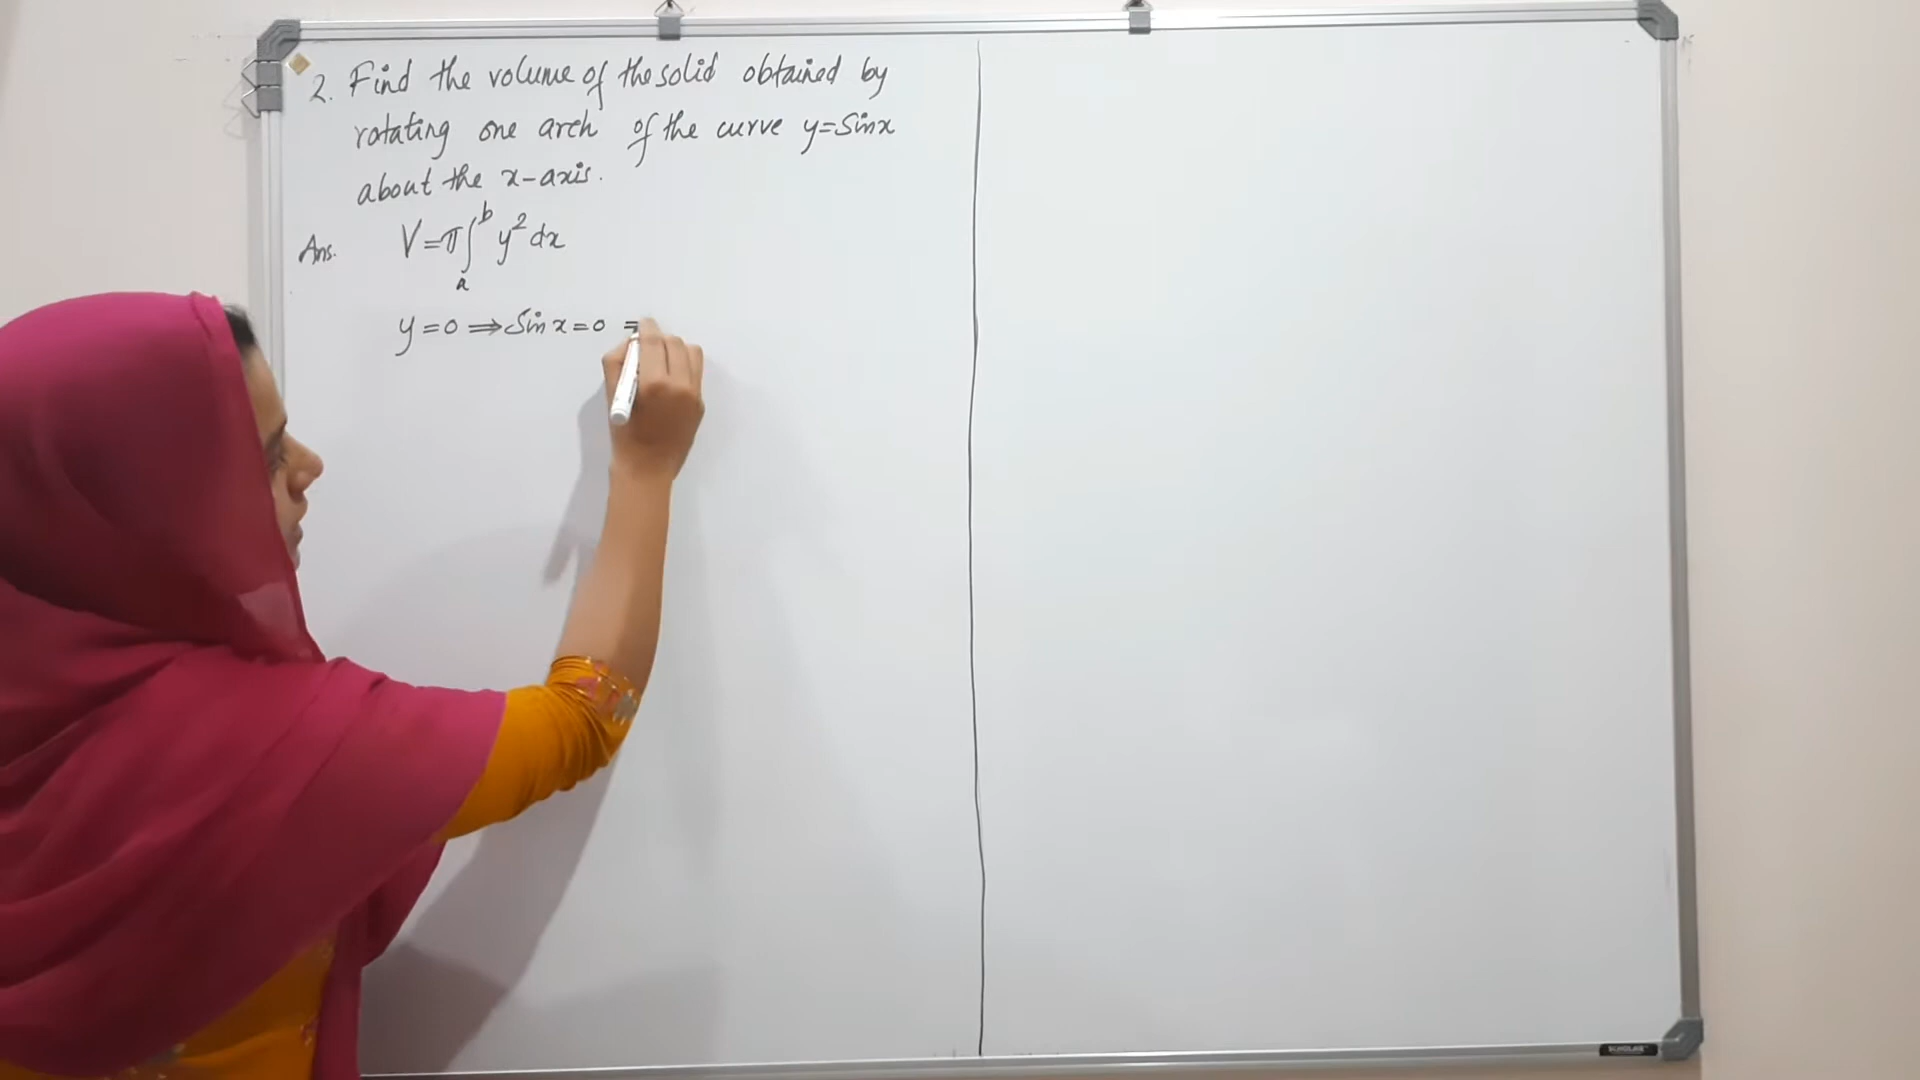 2. Find the volume of the solid obtained by
rotating one arch of the curve y=Sinx
about the x-axis.
Ans. V=π∫ₐᵇ y² dx
y=0 ⟹ Sin x=0 =